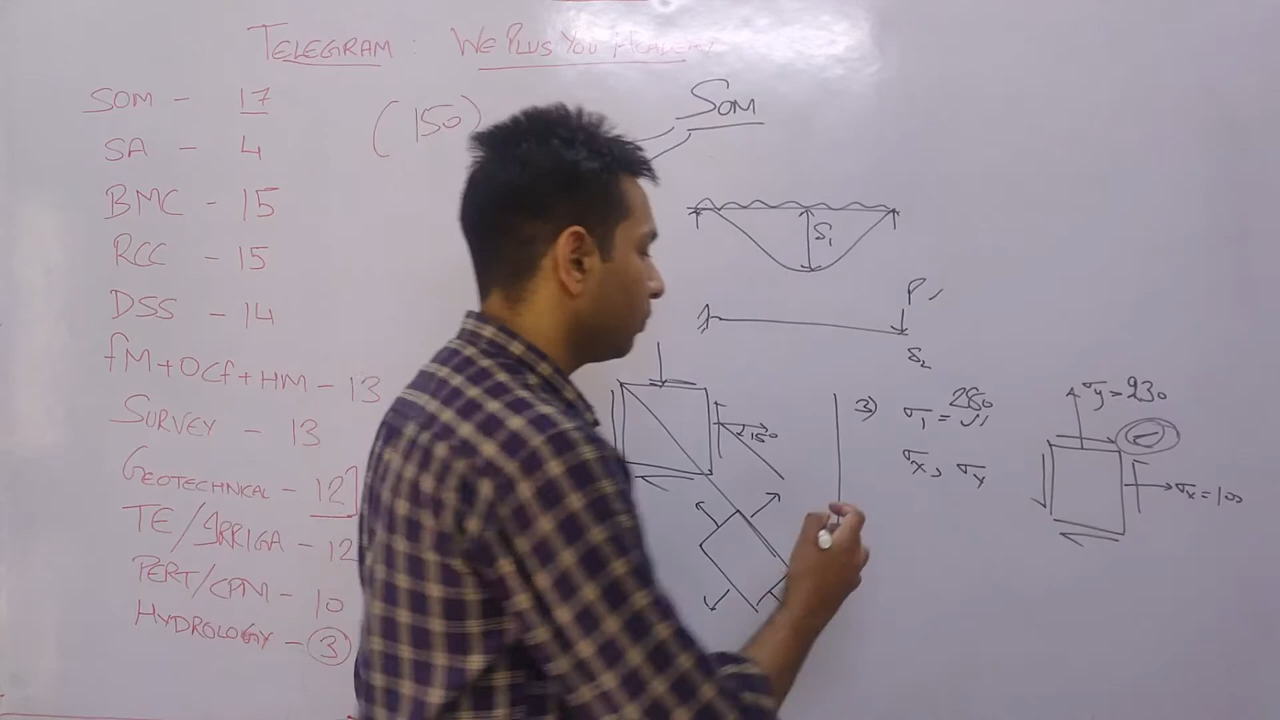 TELEGRAM : WE PLUS YOU ACADEMY
SOM - 17
SA - 4
BMC - 15
RCC - 15
DSS - 14
FM+OCF+HM - 13
SURVEY - 13
GEOTECHNICAL - 12
TE/IRRIGA - 12
PERT/CPM - 10
HYDROLOGY - 3
(150)
SOM
δ₁
P
δ₂
150
3) σ₁ = 280
σx, σy
σy = 230
σx = 100